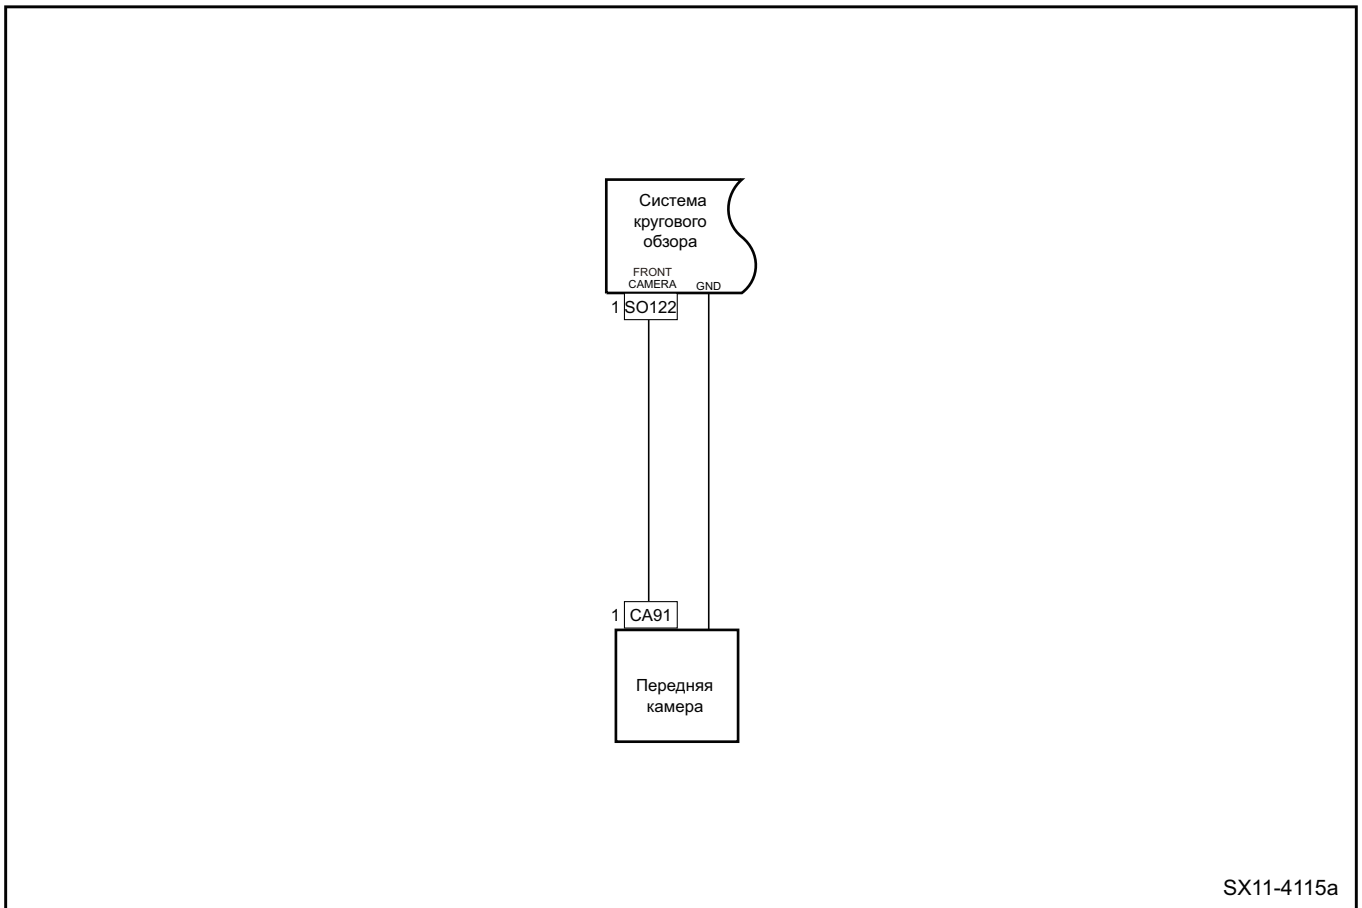 Система
кругового
обзора
FRONT
CAMERA
GND
1 SO122
1 CA91
Передняя
камера
SX11-4115a